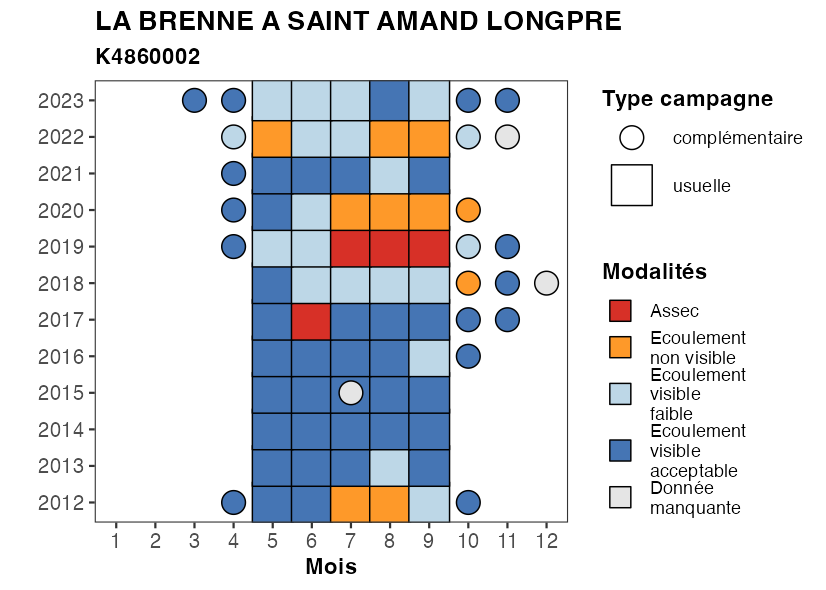 LA BRENNE A SAINT AMAND LONGPRE
K4860002
2023
2022
2021
2020
2019
2018
2017
2016
2015
2014
2013
2012
1 2 3 4 5 6 7 8 9 10 11 12
Mois
Type campagne
complémentaire
usuelle
Modalités
Assec
Ecoulement
non visible
Ecoulement
visible
faible
Ecoulement
visible
acceptable
Donnée
manquante